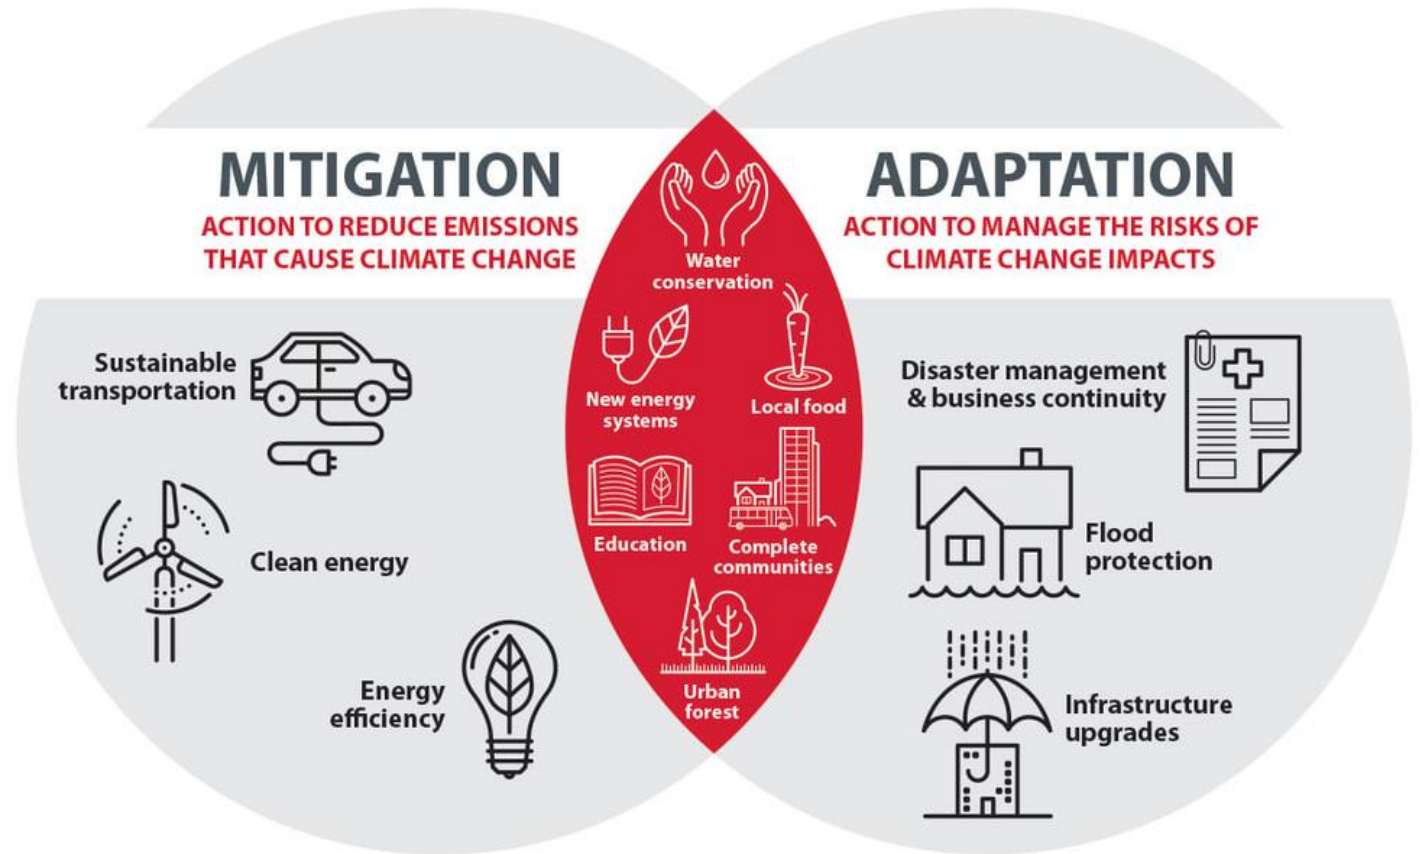 MITIGATION
ACTION TO REDUCE EMISSIONS
THAT CAUSE CLIMATE CHANGE
Sustainable
transportation
Clean energy
Energy
efficiency
Water
conservation
New energy
systems
Local food
Education
Complete
communities
Urban
forest
ADAPTATION
ACTION TO MANAGE THE RISKS OF
CLIMATE CHANGE IMPACTS
Disaster management
& business continuity
Flood
protection
Infrastructure
upgrades